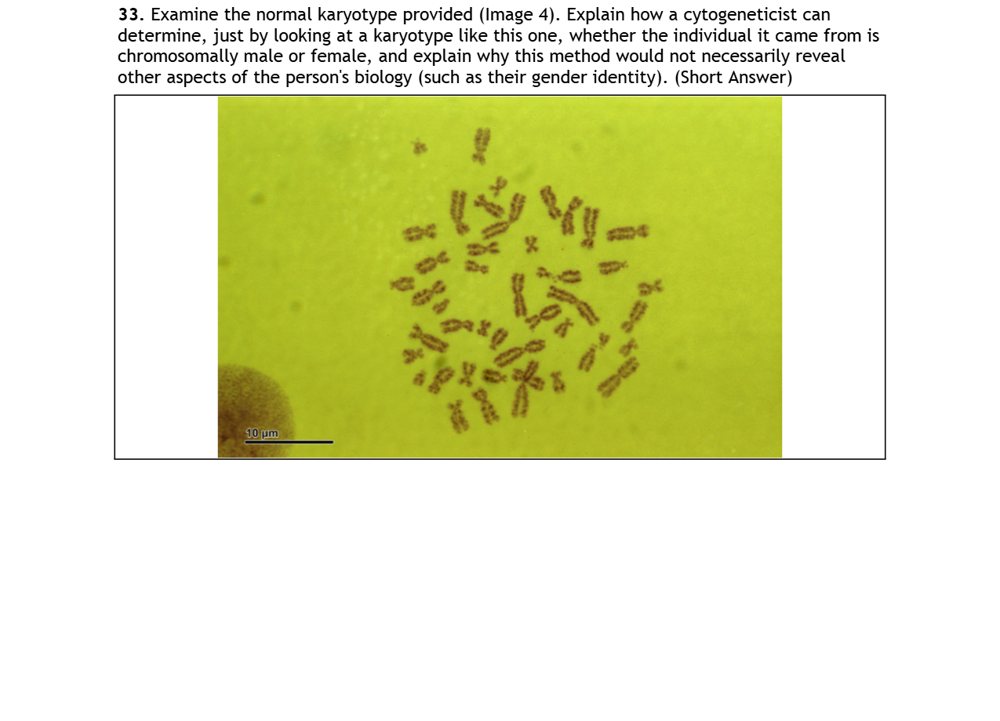 33. Examine the normal karyotype provided (Image 4). Explain how a cytogeneticist can
determine, just by looking at a karyotype like this one, whether the individual it came from is
chromosomally male or female, and explain why this method would not necessarily reveal
other aspects of the person's biology (such as their gender identity). (Short Answer)
10 µm